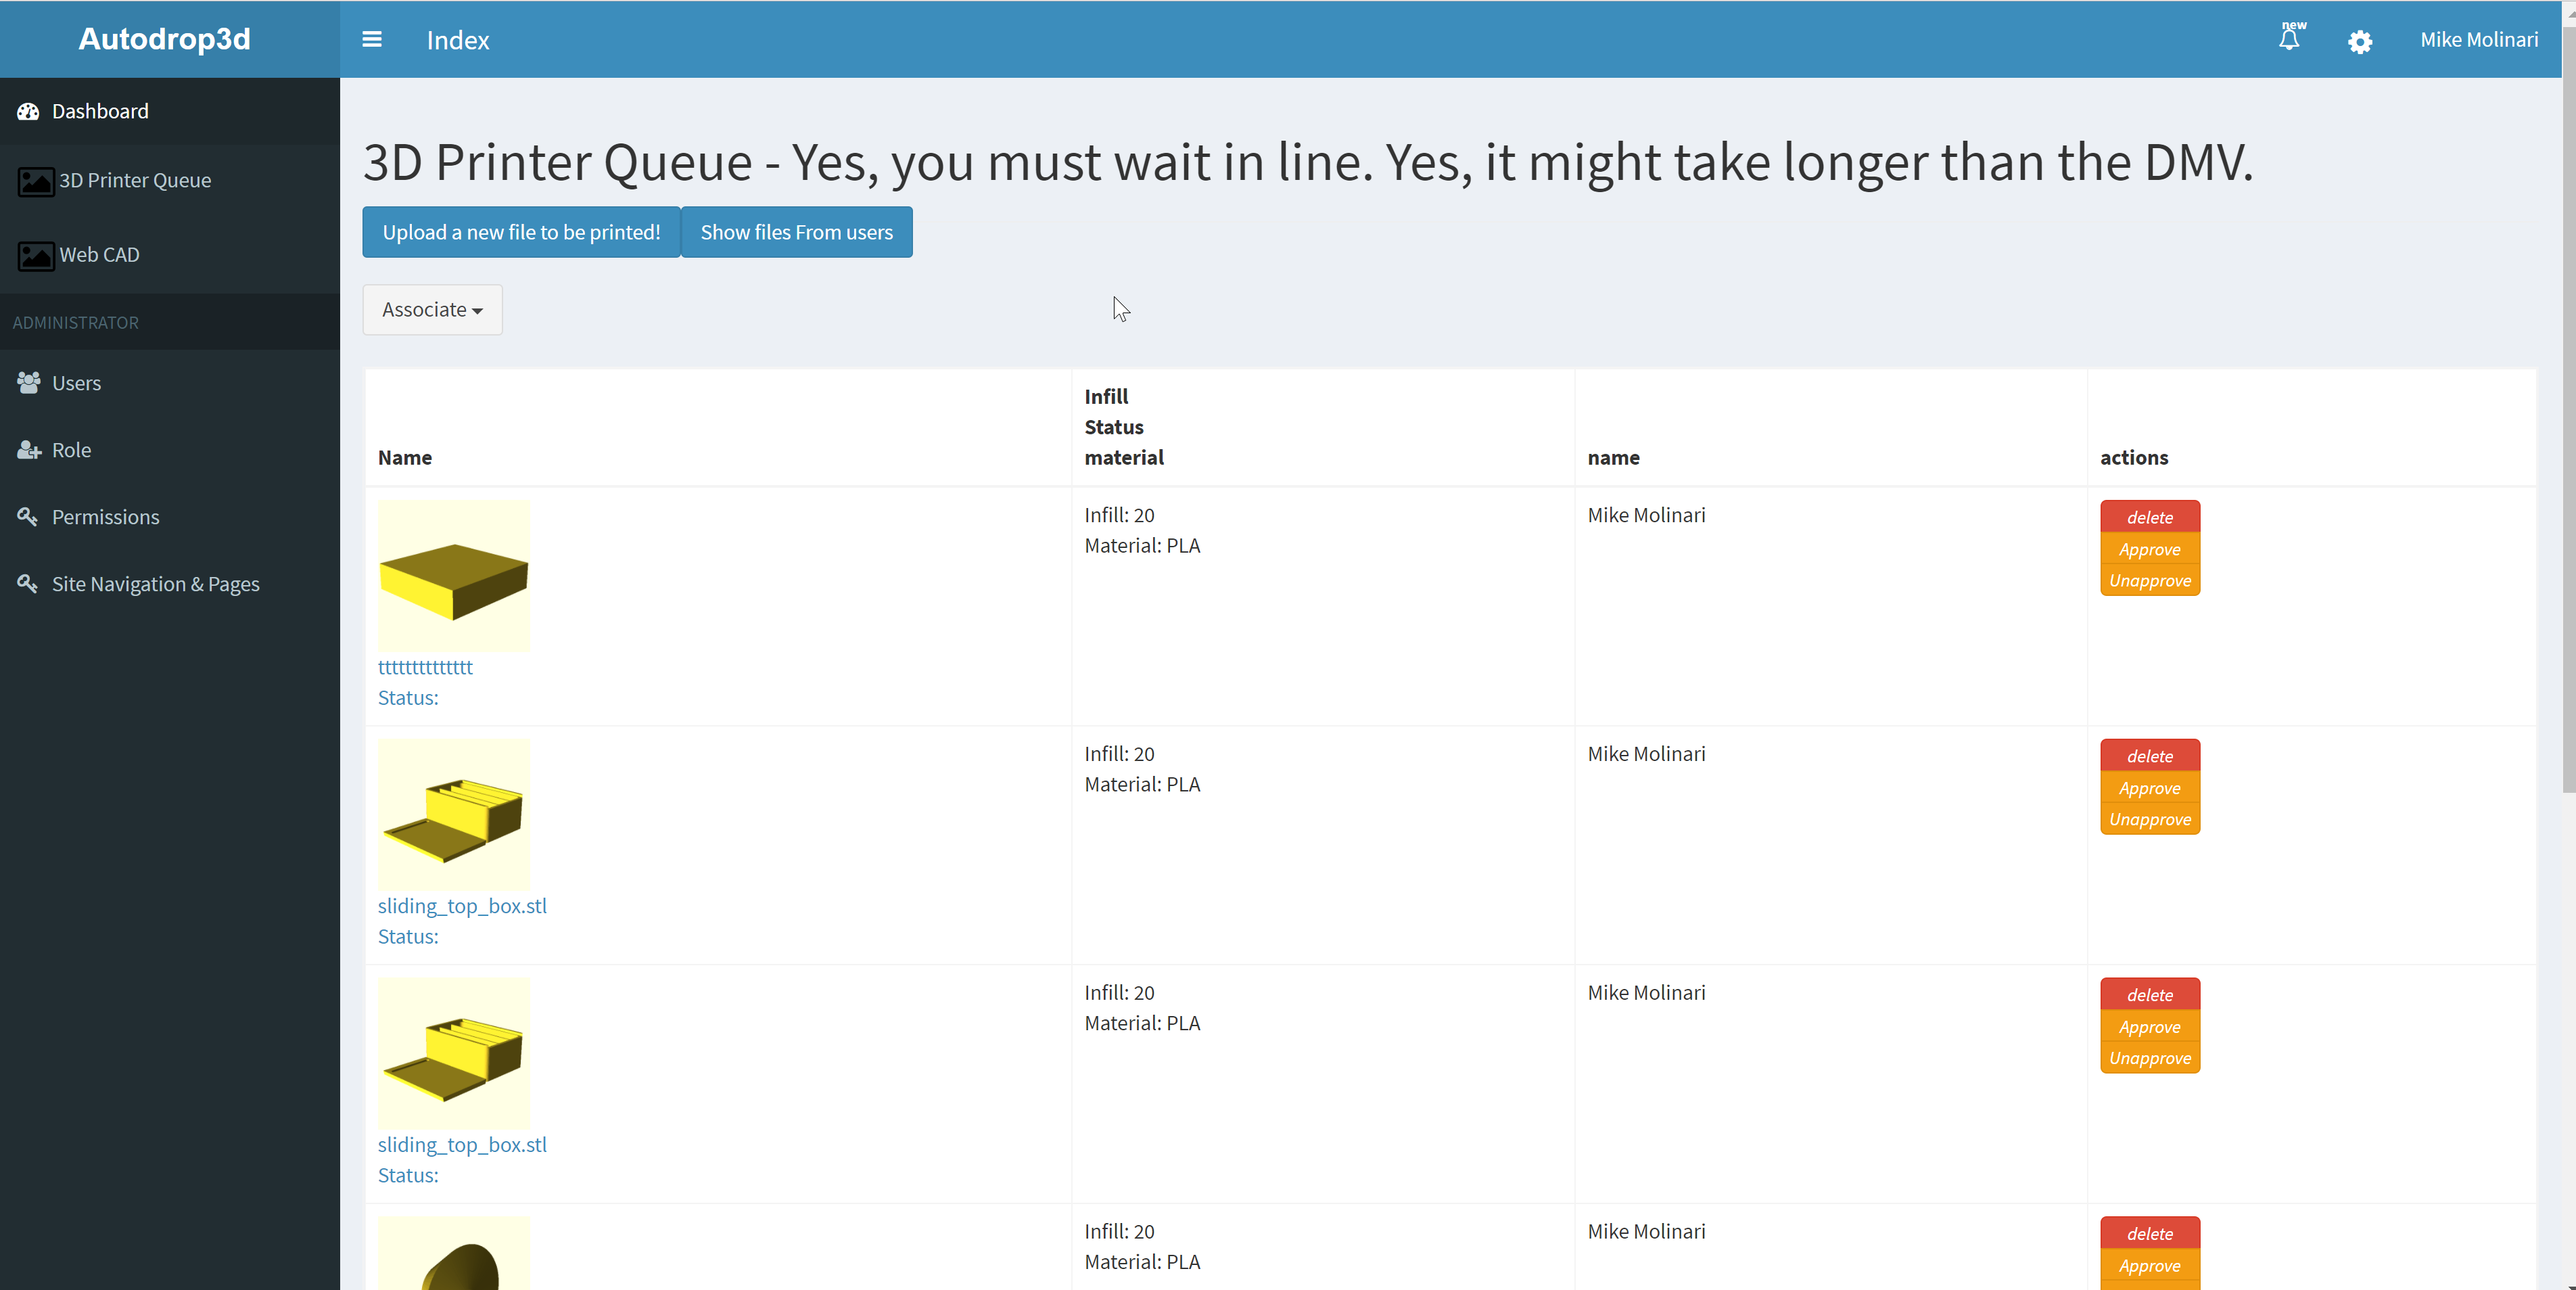 Autodrop3d
Index
new
Mike Molinari
Dashboard
3D Printer Queue
Web CAD
ADMINISTRATOR
Users
Role
Permissions
Site Navigation & Pages
3D Printer Queue - Yes, you must wait in line. Yes, it might take longer than the DMV.
Upload a new file to be printed!
Show files From users
Associate
Name
Infill
Status
material
name
actions
Infill: 20
Material: PLA
Mike Molinari
delete
Approve
Unapprove
tttttttttttttt
Status:
Infill: 20
Material: PLA
Mike Molinari
delete
Approve
Unapprove
sliding_top_box.stl
Status:
Infill: 20
Material: PLA
Mike Molinari
delete
Approve
Unapprove
sliding_top_box.stl
Status:
Infill: 20
Material: PLA
Mike Molinari
delete
Approve